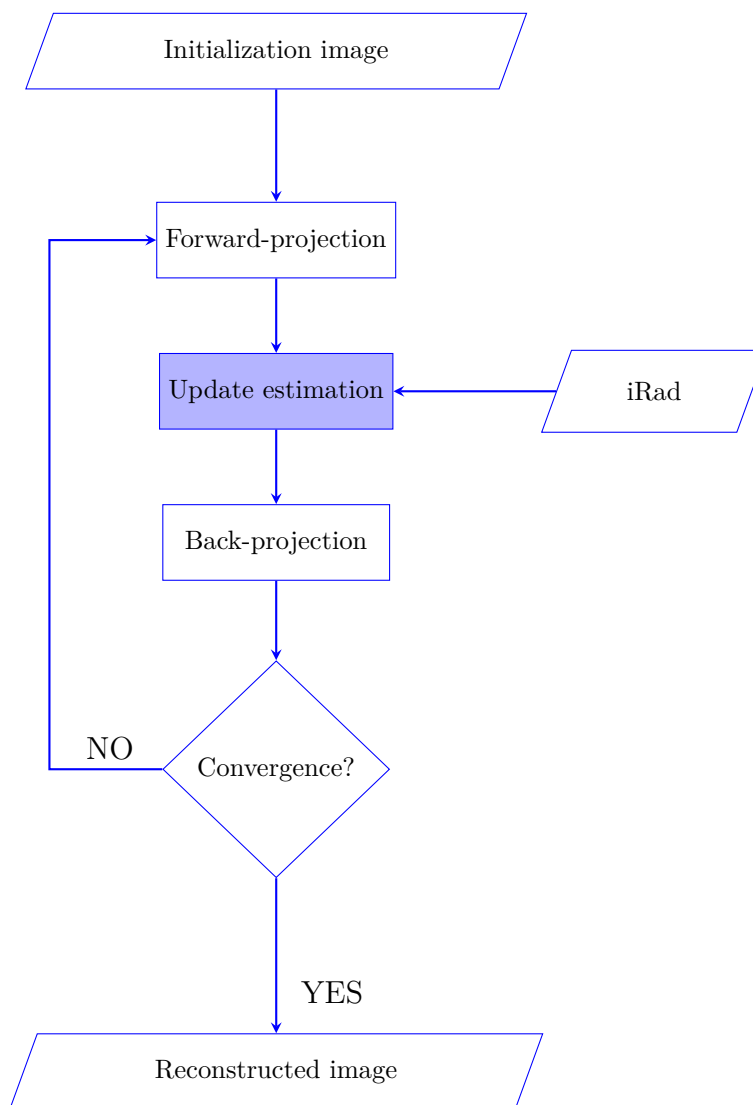 Initialization image
Forward-projection
Update estimation
iRad
Back-projection
NO
Convergence?
YES
Reconstructed image